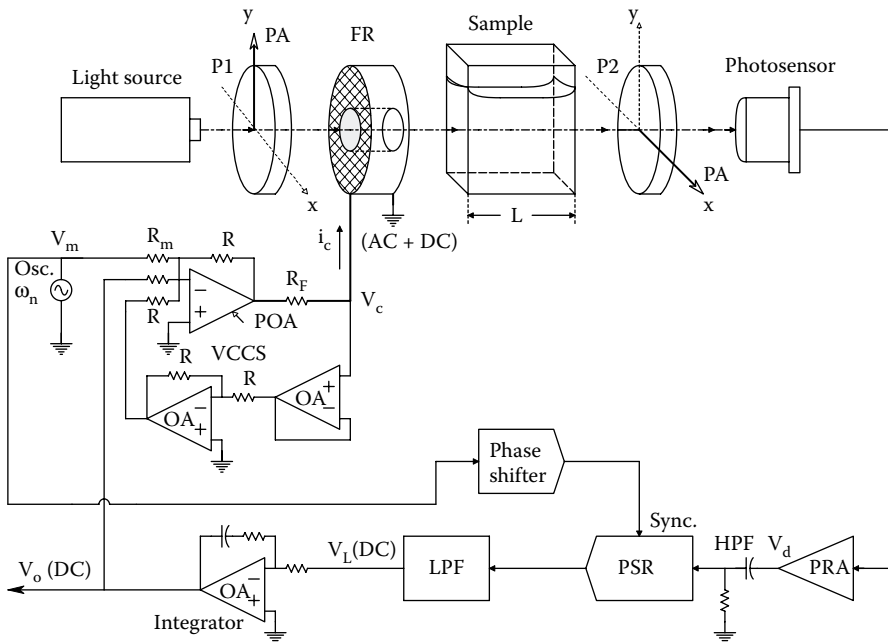 y
PA
FR
Sample
y
Light source
P1
P2
Photosensor
x
L
PA
x
V_m
R_m
R
i_c
(AC + DC)
Osc.
ω_n
R_F
V_c
R
POA
VCCS
R
R
OA
OA
Phase shifter
Sync.
V_o (DC)
V_L(DC)
LPF
PSR
HPF
V_d
PRA
OA
Integrator